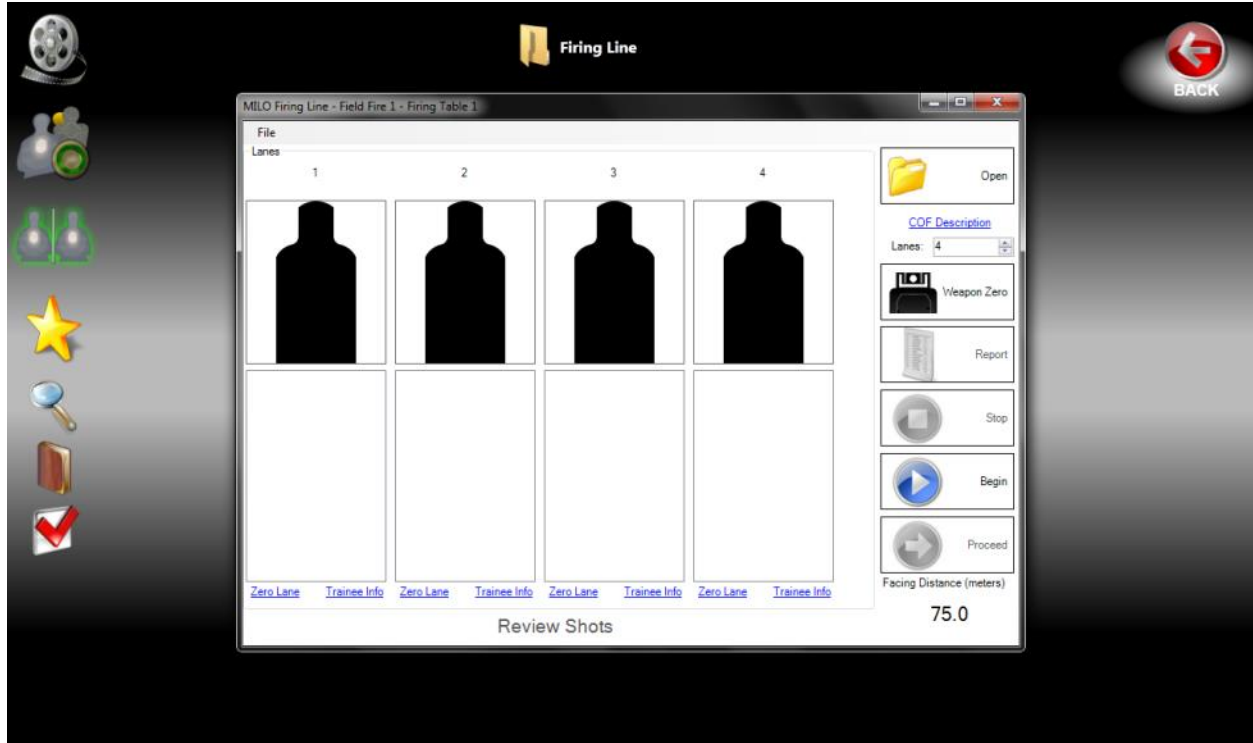 Firing Line
BACK
MILO Firing Line - Field Fire 1 - Firing Table 1
File
Lanes
1 2 3 4
Open
COF Description
Lanes: 4
Weapon Zero
Report
Stop
Begin
Proceed
Zero Lane Trainee Info Zero Lane Trainee Info Zero Lane Trainee Info Zero Lane Trainee Info
Facing Distance (meters)
75.0
Review Shots